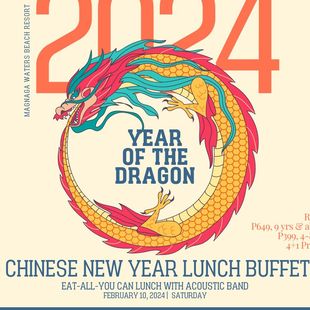 MAGNAGA WATERS BEACH RESORT
2024
YEAR
OF THE
DRAGON
P649, 9 yrs & a
P399, 4-
4+1 Pr
CHINESE NEW YEAR LUNCH BUFFET
EAT-ALL-YOU CAN LUNCH WITH ACOUSTIC BAND
FEBRUARY 10, 2024 | SATURDAY